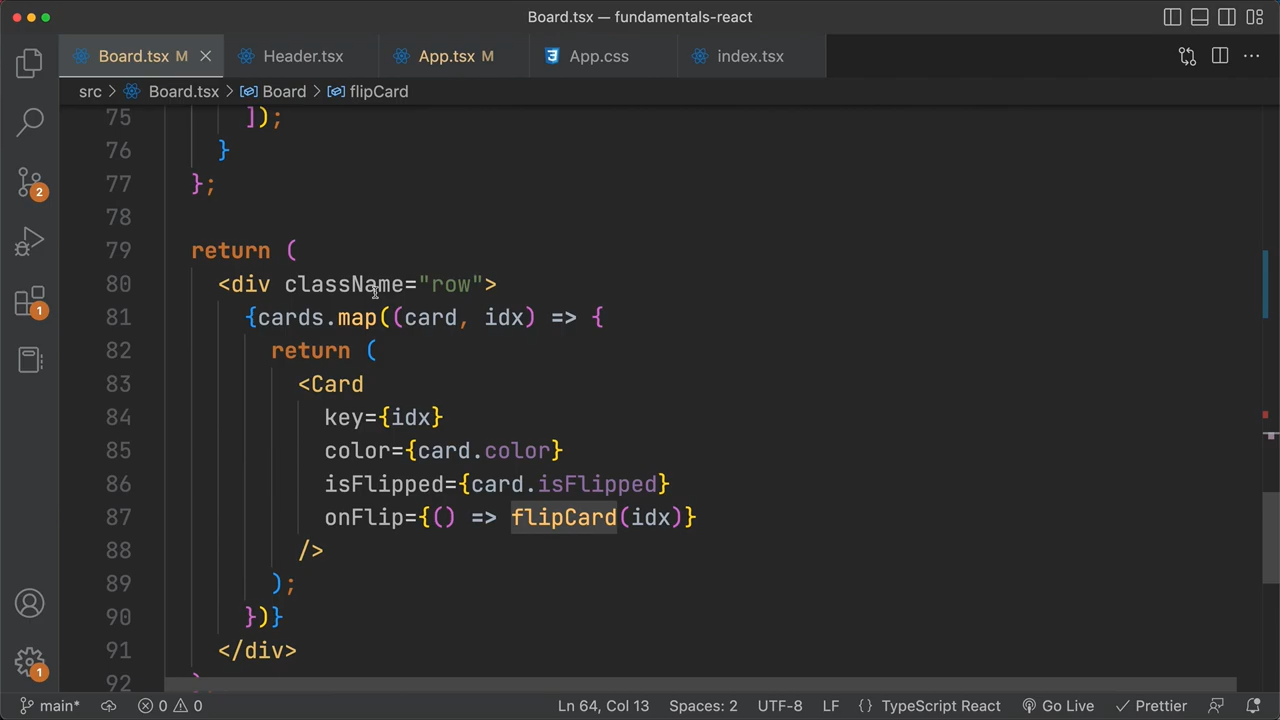 Board.tsx — fundamentals-react
Board.tsx M
Header.tsx
App.tsx M
App.css
index.tsx
src > Board.tsx > Board > flipCard
75 ]);
76 }
77 };
78
79 return (
80 <div className="row">
81 {cards.map((card, idx) => {
82 return (
83 <Card
84 key={idx}
85 color={card.color}
86 isFlipped={card.isFlipped}
87 onFlip={() => flipCard(idx)}
88 />
89 );
90 })}
91 </div>
92
2
1
1
main* 0 0 Ln 64, Col 13 Spaces: 2 UTF-8 LF {} TypeScript React Go Live Prettier